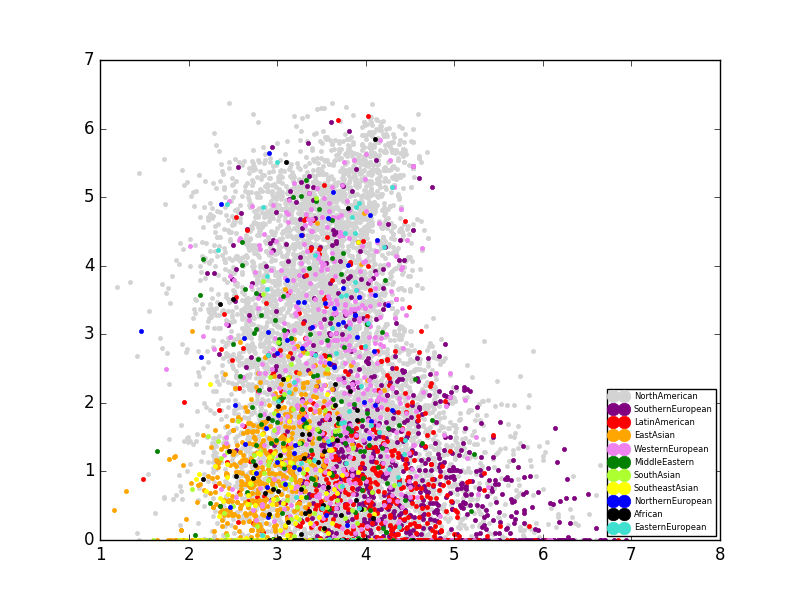 7
6
5
4
3
2
1
0
1 2 3 4 5 6 7 8
NorthAmerican
SouthernEuropean
LatinAmerican
EastAsian
WesternEuropean
MiddleEastern
SouthAsian
SoutheastAsian
NorthernEuropean
African
EasternEuropean